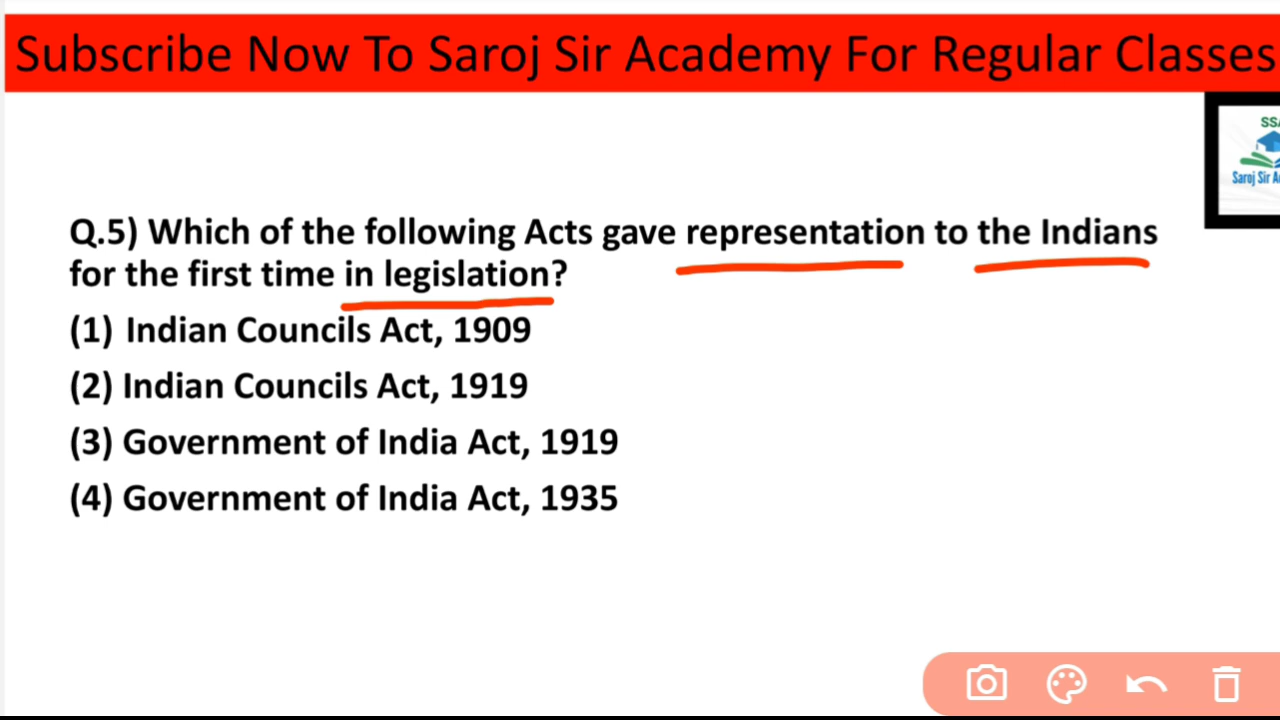 Subscribe Now To Saroj Sir Academy For Regular Classes
Saroj Sir
Q.5) Which of the following Acts gave representation to the Indians
for the first time in legislation?
(1) Indian Councils Act, 1909
(2) Indian Councils Act, 1919
(3) Government of India Act, 1919
(4) Government of India Act, 1935